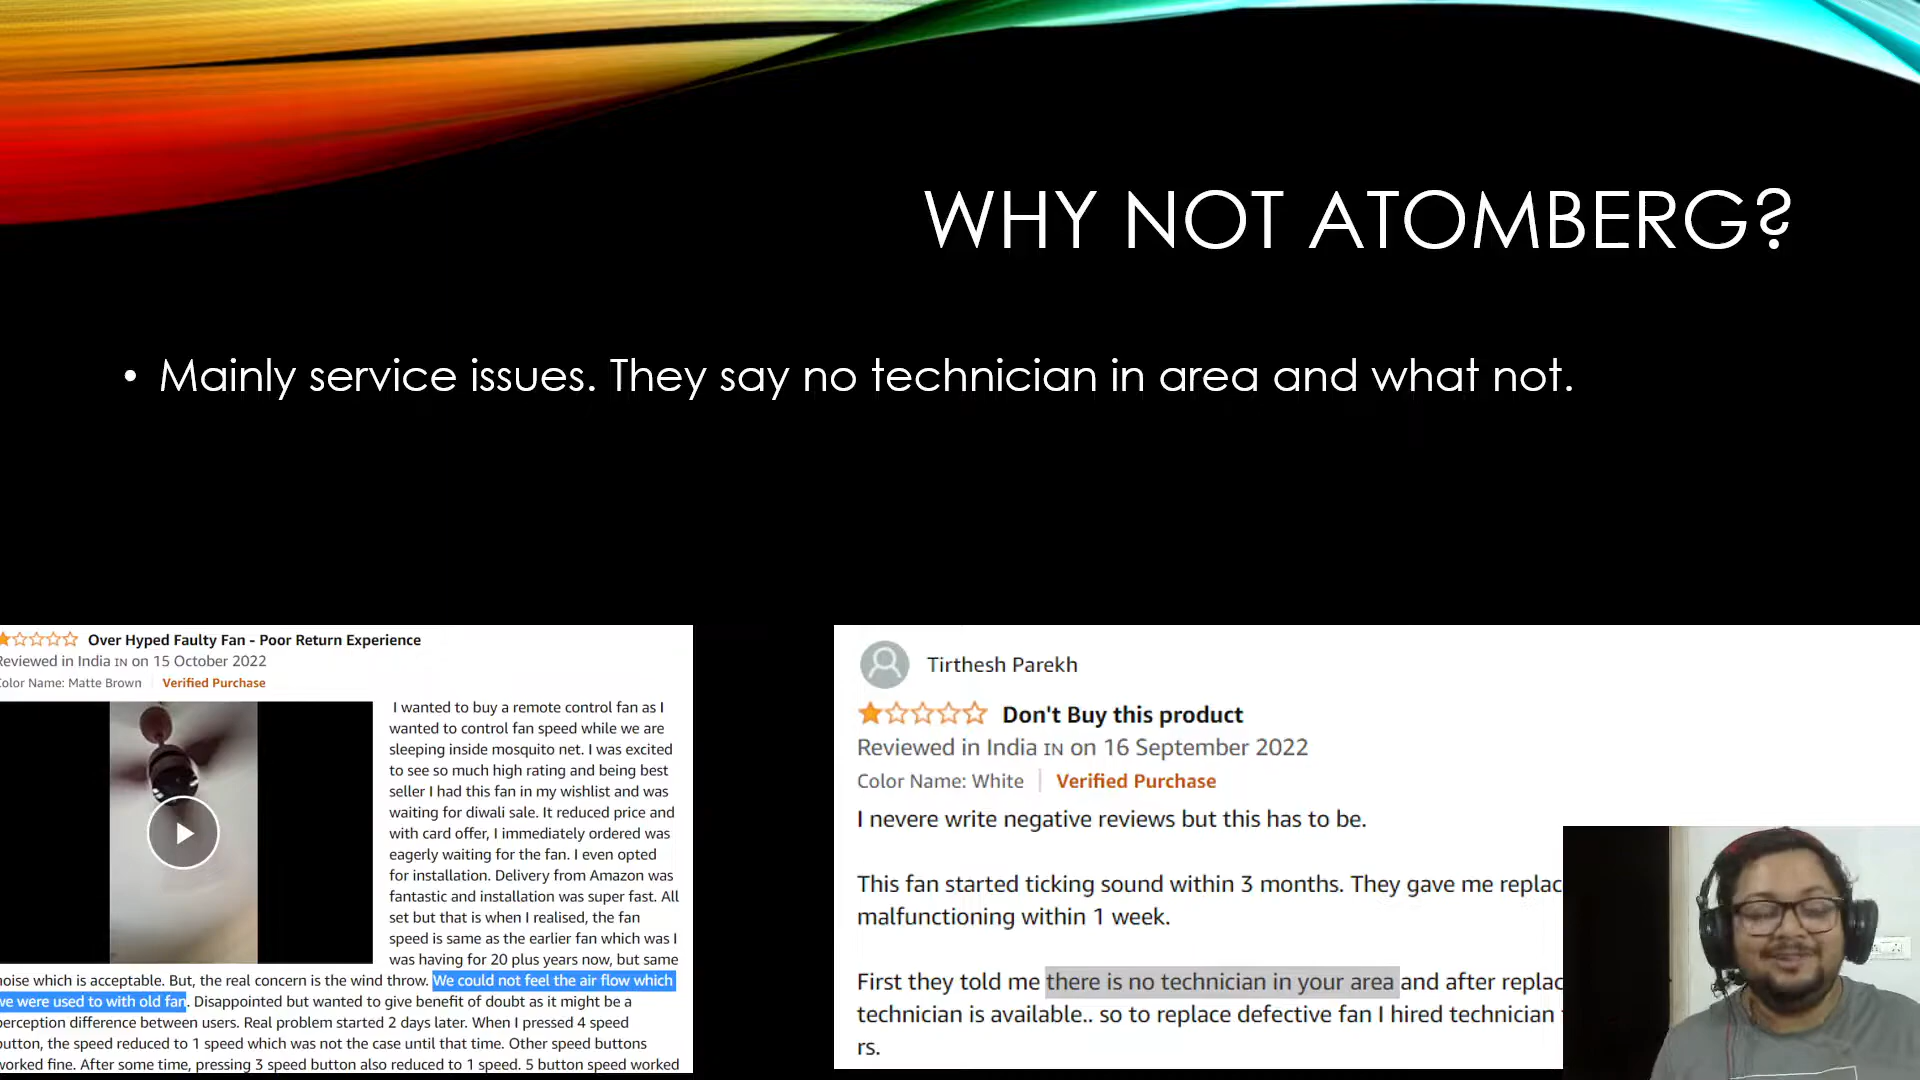 WHY NOT ATOMBERG?
• Mainly service issues. They say no technician in area and what not.
Over Hyped Faulty Fan - Poor Return Experience
Reviewed in India IN on 15 October 2022
Color Name: Matte Brown | Verified Purchase
I wanted to buy a remote control fan as I
wanted to control fan speed while we are
sleeping inside mosquito net. I was excited
to see so much high rating and being best
seller I had this fan in my wishlist and was
waiting for diwali sale. It reduced price and
with card offer, I immediately ordered was
eagerly waiting for the fan. I even opted
for installation. Delivery from Amazon was
fantastic and installation was super fast. All
set but that is when I realised, the fan
speed is same as the earlier fan which was I
was having for 20 plus years now, but same
noise which is acceptable. But, the real concern is the wind throw. We could not feel the air flow which
we were used to with old fan. Disappointed but wanted to give benefit of doubt as it might be a
perception difference between users. Real problem started 2 days later. When I pressed 4 speed
button, the speed reduced to 1 speed which was not the case until that time. Other speed buttons
worked fine. After some time, pressing 3 speed button also reduced to 1 speed. 5 button speed worked
Tirthesh Parekh
Don't Buy this product
Reviewed in India IN on 16 September 2022
Color Name: White | Verified Purchase
I nevere write negative reviews but this has to be.
This fan started ticking sound within 3 months. They gave me replac
malfunctioning within 1 week.
First they told me there is no technician in your area and after replac
technician is available.. so to replace defective fan I hired technician
rs.